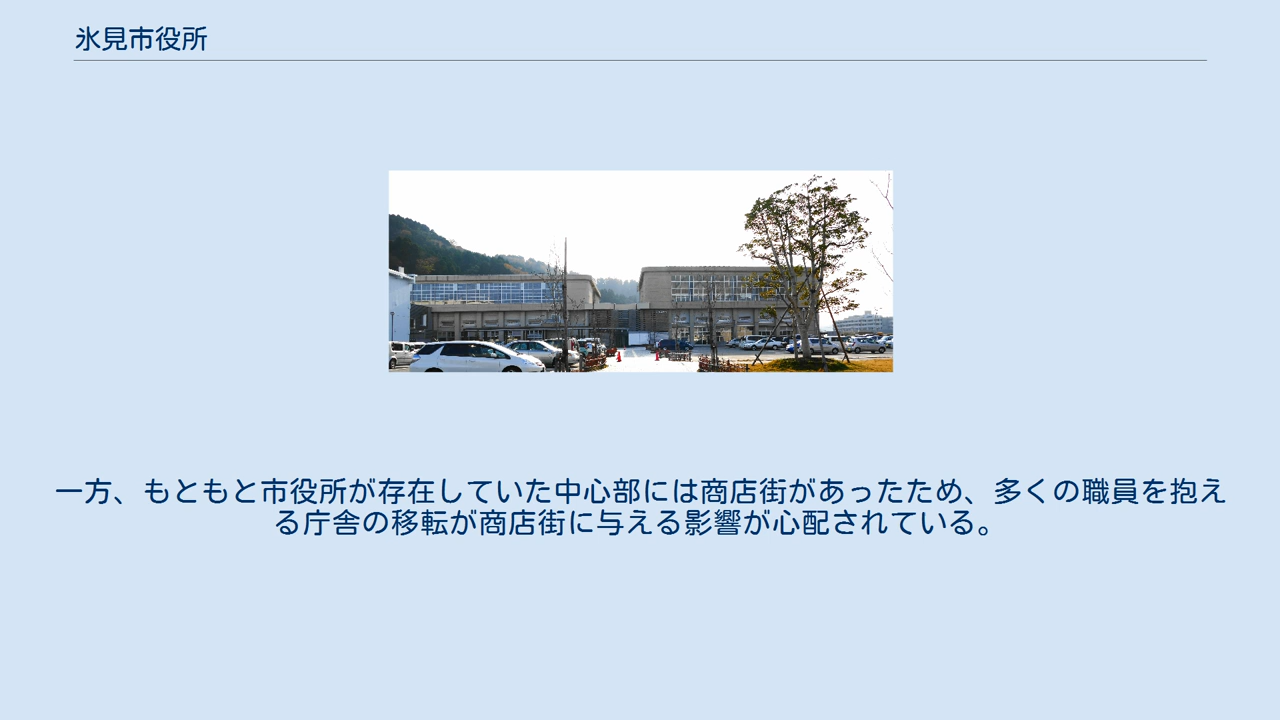 氷見市役所
一方、もともと市役所が存在していた中心部には商店街があったため、多くの職員を抱え
る庁舎の移転が商店街に与える影響が心配されている。